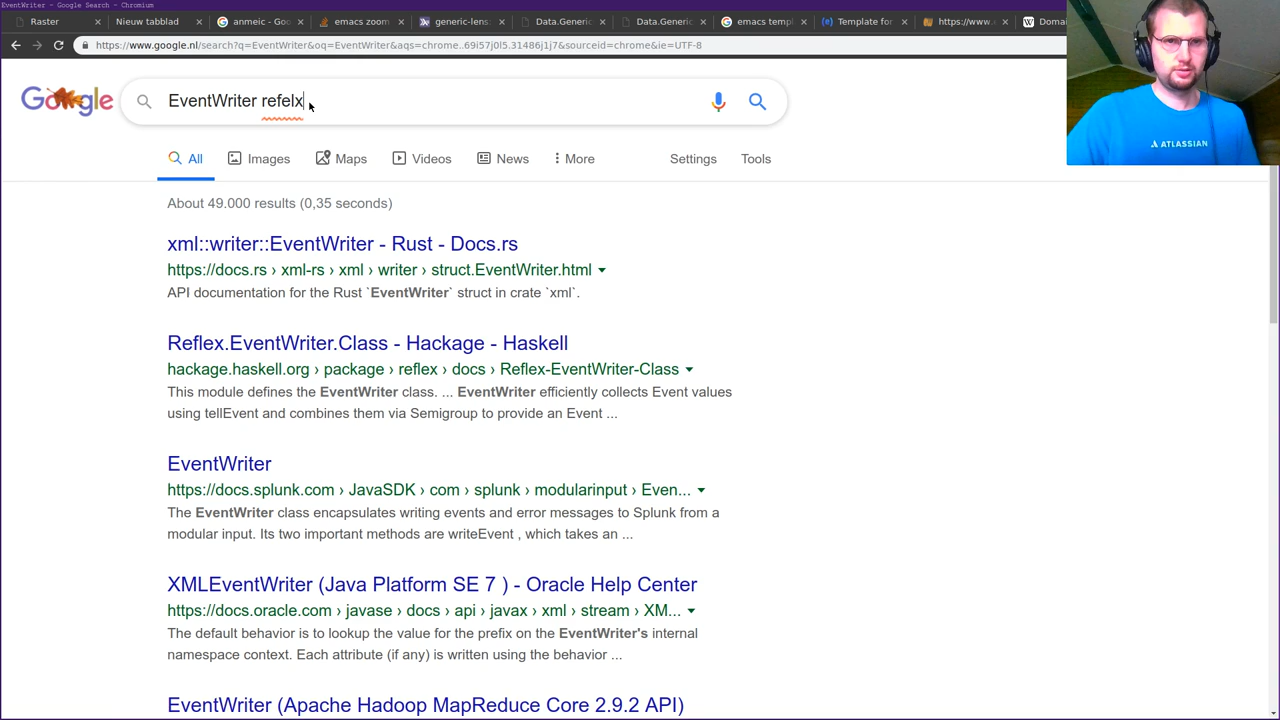 EventWriter - Google Search - Chromium
Raster
Nieuw tabblad
anmeic - Goo
emacs zoom
generic-lens:
Data.Generic
Data.Generic
emacs templ
Template for
https://www.
Domai
https://www.google.nl/search?q=EventWriter&oq=EventWriter&aqs=chrome..69i57j0l5.31486j1j7&sourceid=chrome&ie=UTF-8
Google
EventWriter refelx
All
Images
Maps
Videos
News
More
Settings
Tools
About 49.000 results (0,35 seconds)
xml::writer::EventWriter - Rust - Docs.rs
https://docs.rs › xml-rs › xml › writer › struct.EventWriter.html
API documentation for the Rust `EventWriter` struct in crate `xml`.
Reflex.EventWriter.Class - Hackage - Haskell
hackage.haskell.org › package › reflex › docs › Reflex-EventWriter-Class
This module defines the EventWriter class. ... EventWriter efficiently collects Event values
using tellEvent and combines them via Semigroup to provide an Event ...
EventWriter
https://docs.splunk.com › JavaSDK › com › splunk › modularinput › Even...
The EventWriter class encapsulates writing events and error messages to Splunk from a
modular input. Its two important methods are writeEvent , which takes an ...
XMLEventWriter (Java Platform SE 7 ) - Oracle Help Center
https://docs.oracle.com › javase › docs › api › javax › xml › stream › XM...
The default behavior is to lookup the value for the prefix on the EventWriter's internal
namespace context. Each attribute (if any) is written using the behavior ...
EventWriter (Apache Hadoop MapReduce Core 2.9.2 API)
ATLASSIAN